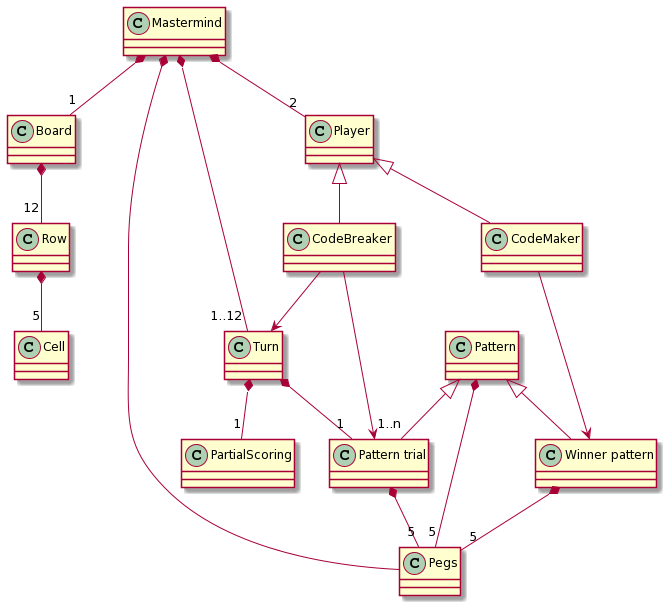 C Mastermind
1
2
C Board
C Player
12
C Row
C CodeBreaker
C CodeMaker
5
1..12
C Cell
C Turn
C Pattern
1
1
1..n
C PartialScoring
C Pattern trial
C Winner pattern
5
5
5
C Pegs